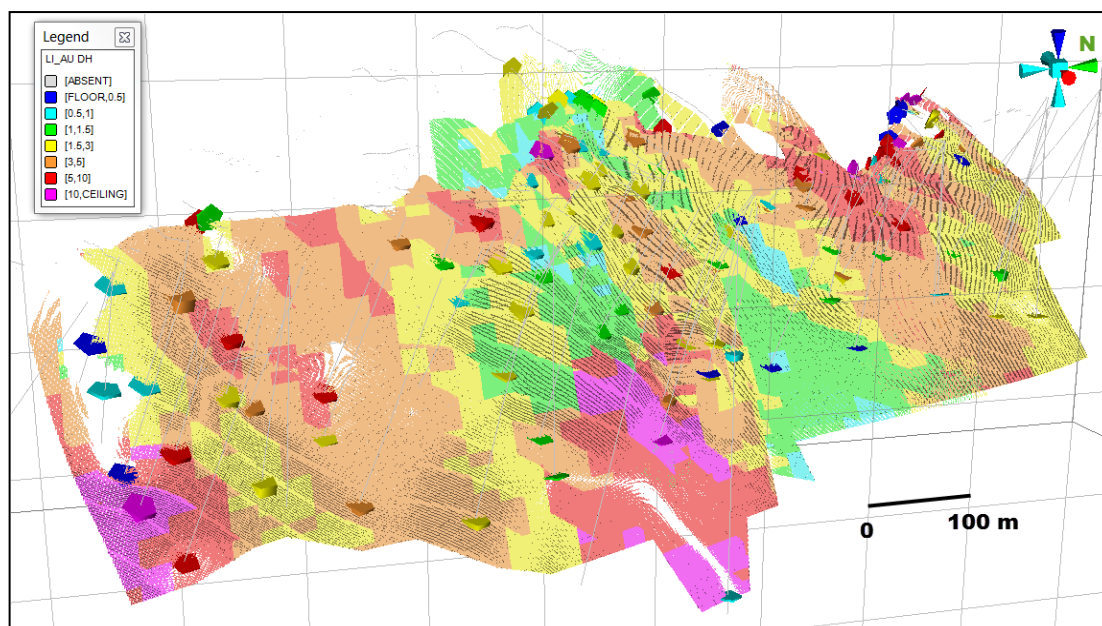 Legend
LI_AU DH
[ABSENT]
[FLOOR,0.5]
[0.5,1]
[1,1.5]
[1.5,3]
[3,5]
[5,10]
[10,CEILING]
N
0 100 m